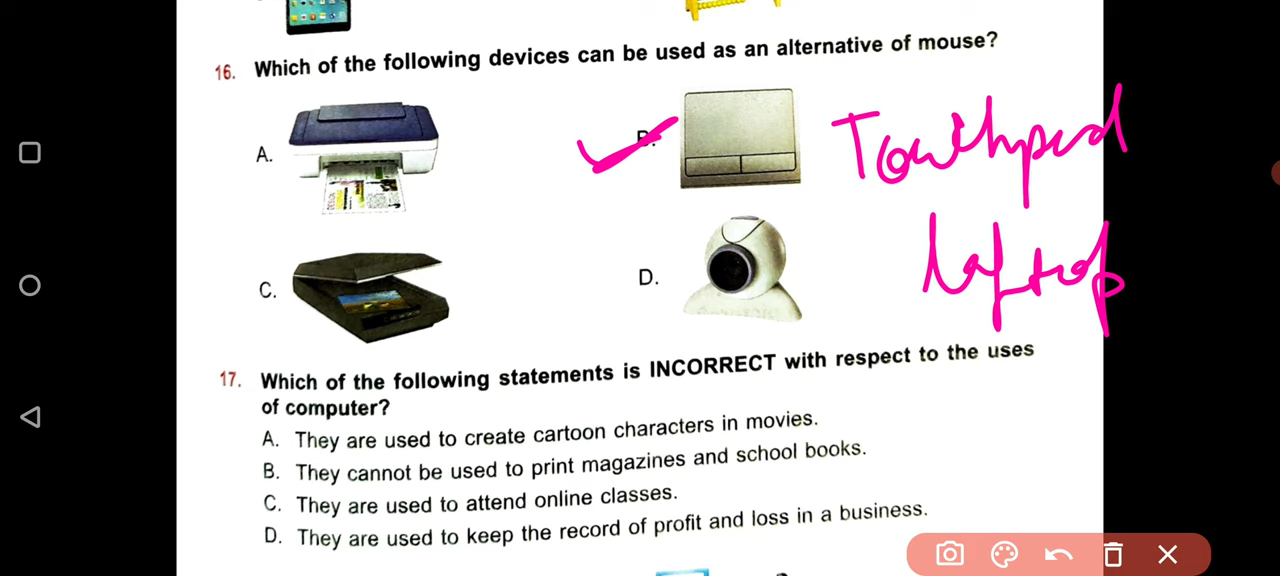 16. Which of the following devices can be used as an alternative of mouse?
A.
B.
Touchpad
laptop
C.
D.
17. Which of the following statements is INCORRECT with respect to the uses
of computer?
A. They are used to create cartoon characters in movies.
B. They cannot be used to print magazines and school books.
C. They are used to attend online classes.
D. They are used to keep the record of profit and loss in a business.